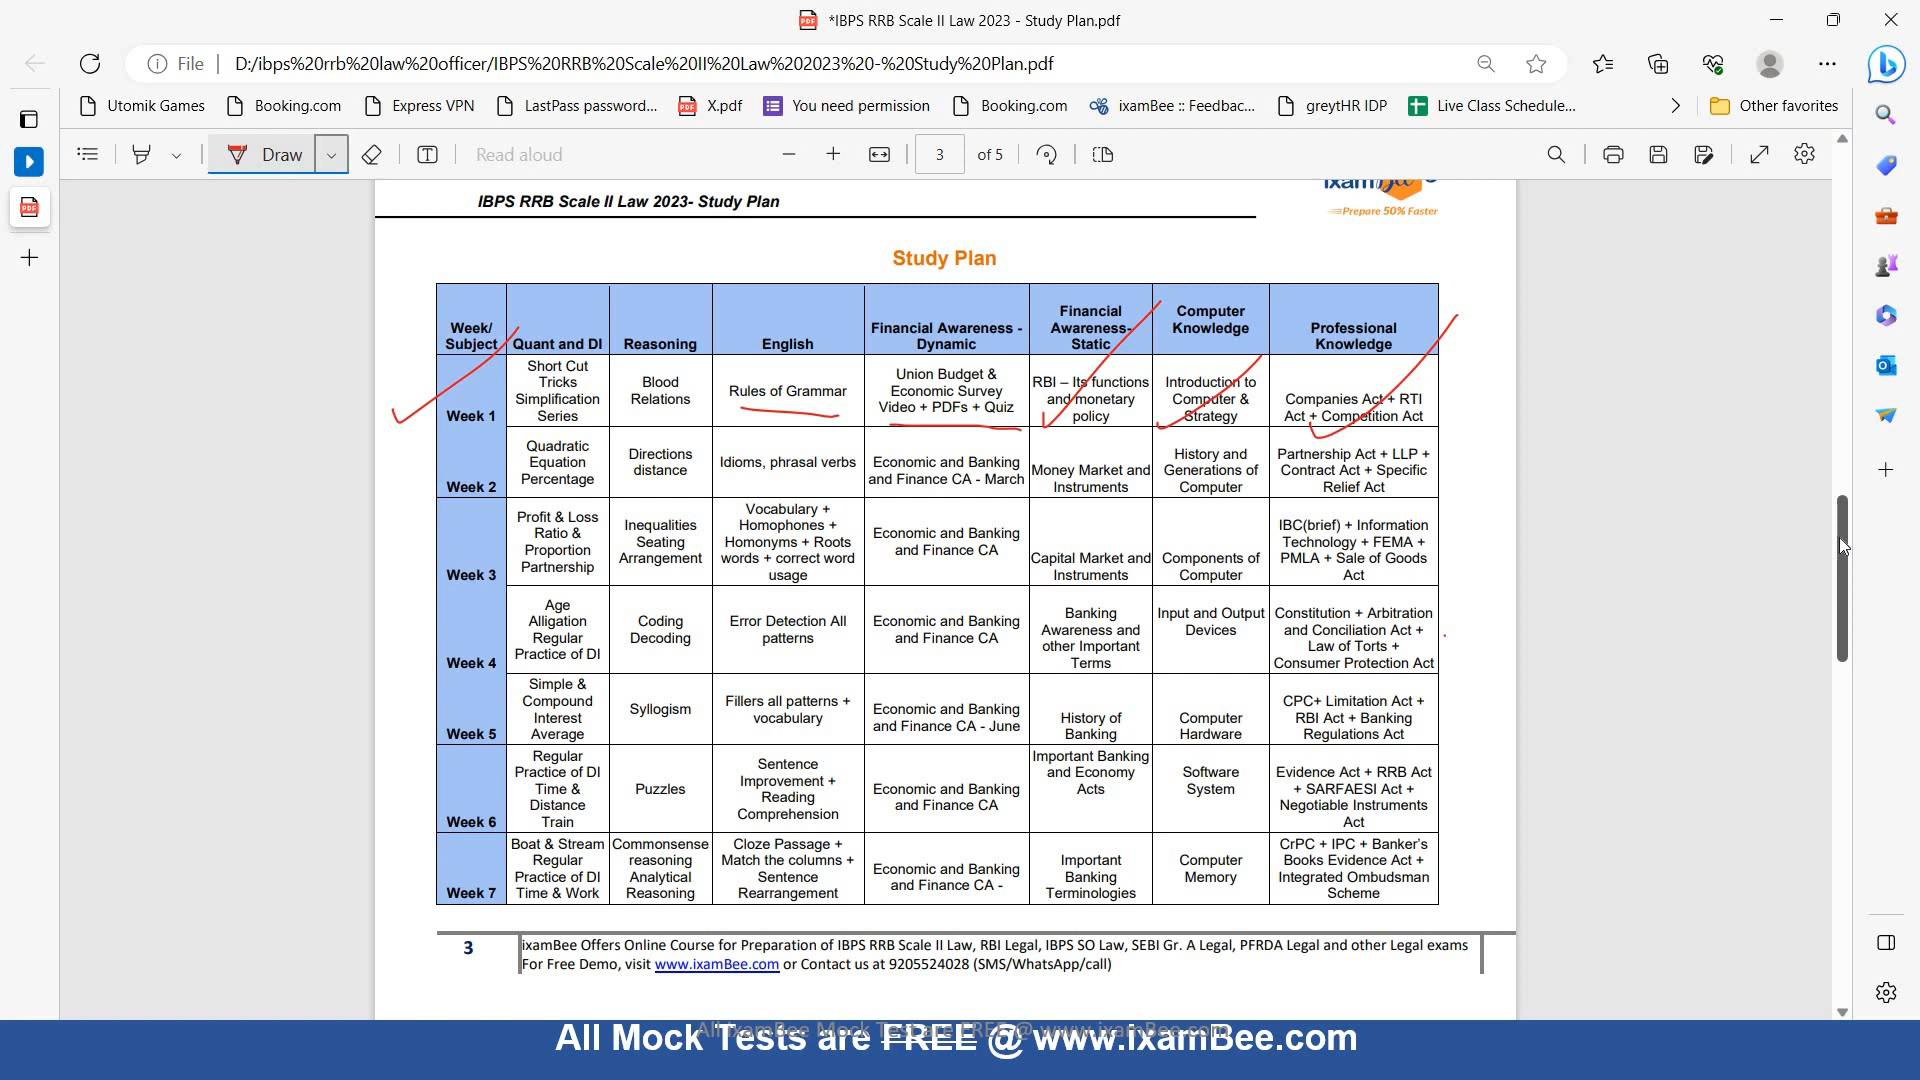 *IBPS RRB Scale II Law 2023 - Study Plan.pdf
File
D:/ibps%20rrb%20law%20officer/IBPS%20RRB%20Scale%20II%20Law%202023%20-%20Study%20Plan.pdf
Utomik Games
Booking.com
Express VPN
LastPass password...
X.pdf
You need permission
Booking.com
ixamBee :: Feedbac...
greytHR IDP
Live Class Schedule...
Other favorites
Draw
Read aloud
3
of 5
IBPS RRB Scale II Law 2023- Study Plan
ixamBee
Prepare 50% Faster
Study Plan
Week/
Subject
Quant and DI
Reasoning
English
Financial Awareness -
Dynamic
Financial
Awareness-
Static
Computer
Knowledge
Professional
Knowledge
Week 1
Short Cut
Tricks
Simplification
Series
Blood
Relations
Rules of Grammar
Union Budget &
Economic Survey
Video + PDFs + Quiz
RBI – Its functions
and monetary
policy
Introduction to
Computer &
Strategy
Companies Act + RTI
Act + Competition Act
Week 2
Quadratic
Equation
Percentage
Directions
distance
Idioms, phrasal verbs
Economic and Banking
and Finance CA - March
Money Market and
Instruments
History and
Generations of
Computer
Partnership Act + LLP +
Contract Act + Specific
Relief Act
Week 3
Profit & Loss
Ratio &
Proportion
Partnership
Inequalities
Seating
Arrangement
Vocabulary +
Homophones +
Homonyms + Roots
words + correct word
usage
Economic and Banking
and Finance CA
Capital Market and
Instruments
Components of
Computer
IBC(brief) + Information
Technology + FEMA +
PMLA + Sale of Goods
Act
Week 4
Age
Alligation
Regular
Practice of DI
Coding
Decoding
Error Detection All
patterns
Economic and Banking
and Finance CA
Banking
Awareness and
other Important
Terms
Input and Output
Devices
Constitution + Arbitration
and Conciliation Act +
Law of Torts +
Consumer Protection Act
Week 5
Simple &
Compound
Interest
Average
Syllogism
Fillers all patterns +
vocabulary
Economic and Banking
and Finance CA - June
History of
Banking
Computer
Hardware
CPC+ Limitation Act +
RBI Act + Banking
Regulations Act
Week 6
Regular
Practice of DI
Time &
Distance
Train
Puzzles
Sentence
Improvement +
Reading
Comprehension
Economic and Banking
and Finance CA
Important Banking
and Economy
Acts
Software
System
Evidence Act + RRB Act
+ SARFAESI Act +
Negotiable Instruments
Act
Week 7
Boat & Stream
Regular
Practice of DI
Time & Work
Commonsense
reasoning
Analytical
Reasoning
Cloze Passage +
Match the columns +
Sentence
Rearrangement
Economic and Banking
and Finance CA -
Important
Banking
Terminologies
Computer
Memory
CrPC + IPC + Banker's
Books Evidence Act +
Integrated Ombudsman
Scheme
3
ixamBee Offers Online Course for Preparation of IBPS RRB Scale II Law, RBI Legal, IBPS SO Law, SEBI Gr. A Legal, PFRDA Legal and other Legal exams
For Free Demo, visit www.ixamBee.com or Contact us at 9205524028 (SMS/WhatsApp/call)
All ixamBee Mock Test are FREE @ www.ixamBee.com
All Mock Tests are FREE @ www.ixamBee.com